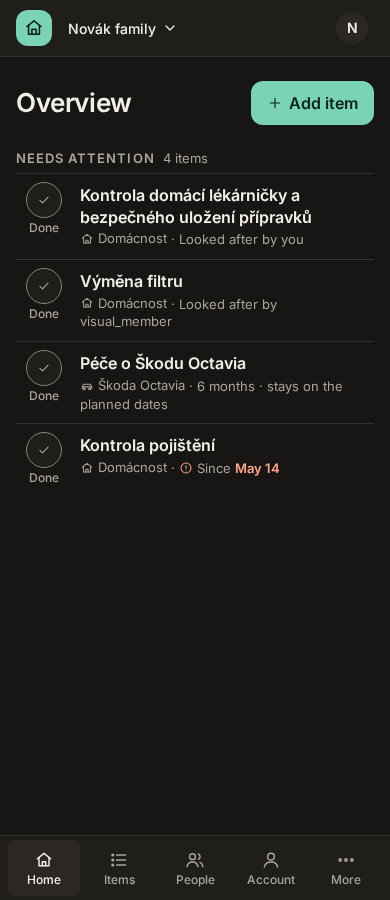 Novák family
N
Overview
+ Add item
NEEDS ATTENTION 4 items
Kontrola domácí lékárničky a
bezpečného uložení přípravků
Done
Domácnost · Looked after by you
Výměna filtru
Done
Domácnost · Looked after by
visual_member
Péče o Škodu Octavia
Done
Škoda Octavia · 6 months · stays on the
planned dates
Kontrola pojištění
Done
Domácnost · Since May 14
Home Items People Account More